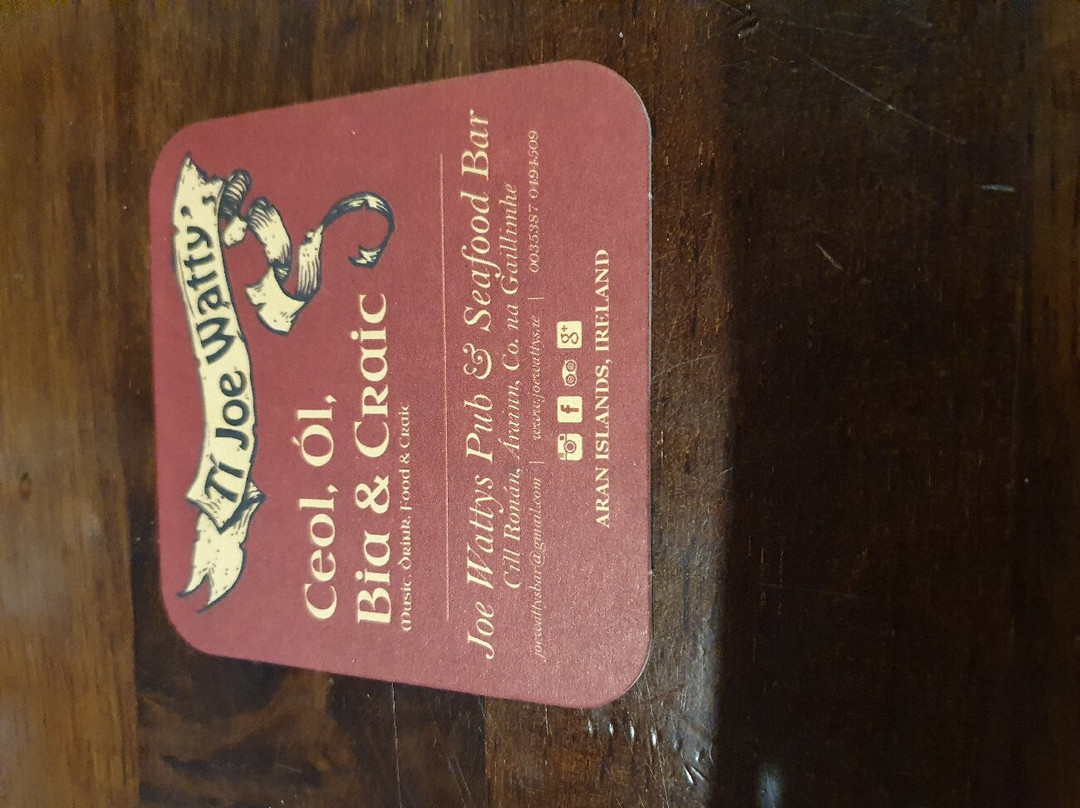 Tí Joe Watty's
Ceol, Ól,
Bia & Craic
Music, Drink, Food & Craic
Joe Wattys Pub & Seafood Bar
Cill Ronáin, Árainn, Co. na Gaillimhe
joewattysbar@gmail.com | www.joewattys.ie | 0035387 0494509
f g+
ARAN ISLANDS, IRELAND